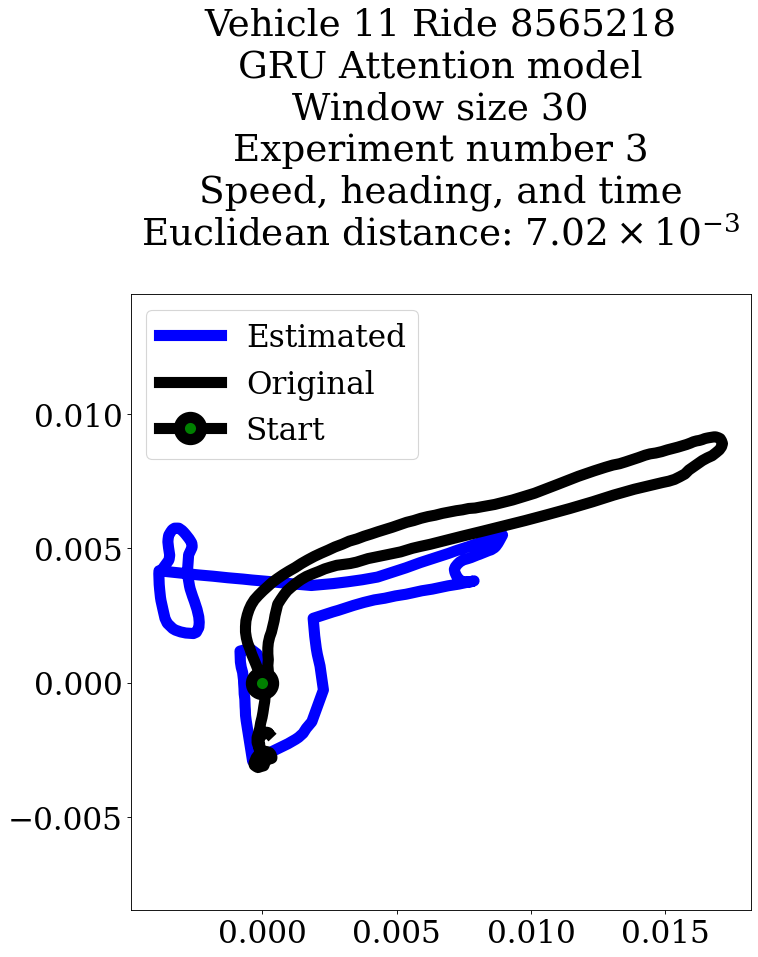 Vehicle 11 Ride 8565218
GRU Attention model
Window size 30
Experiment number 3
Speed, heading, and time
Euclidean distance: 7.02 × 10⁻³
Estimated
Original
Start
0.010
0.005
0.000
−0.005
0.000 0.005 0.010 0.015